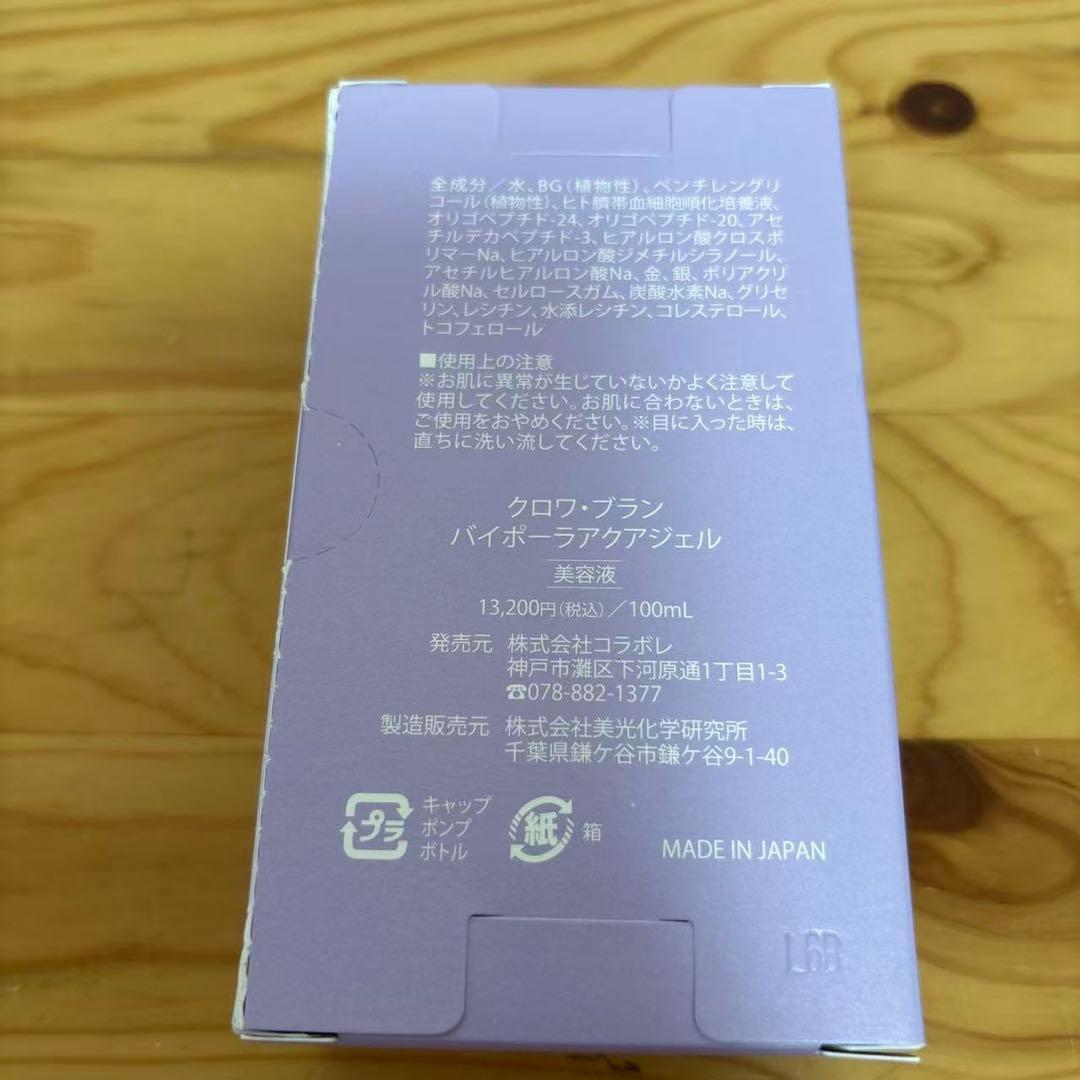 全成分／水、BG(植物性)、ペンチレングリ
コール(植物性)、ヒト臍帯血細胞順化培養液、
オリゴペプチド-24、オリゴペプチド-20、アセ
チルデカペプチド-3、ヒアルロン酸クロスポ
リマーNa、ヒアルロン酸ジメチルシラノール、
アセチルヒアルロン酸Na、金、銀、ポリアクリ
ル酸Na、セルロースガム、炭酸水素Na、グリセ
リン、レシチン、水添レシチン、コレステロール、
トコフェロール
■使用上の注意
※お肌に異常が生じていないかよく注意して
使用してください。お肌に合わないときは、
ご使用をおやめください。※目に入った時は、
直ちに洗い流してください。
クロワ・ブラン
バイポーラアクアジェル
美容液
13,200円(税込)／100mL
発売元 株式会社コラボレ
神戸市灘区下河原通1丁目1-3
☎078-882-1377
製造販売元 株式会社美光化学研究所
千葉県鎌ケ谷市鎌ケ谷9-1-40
プラ
キャップ
ポンプ
ボトル
紙
箱
MADE IN JAPAN